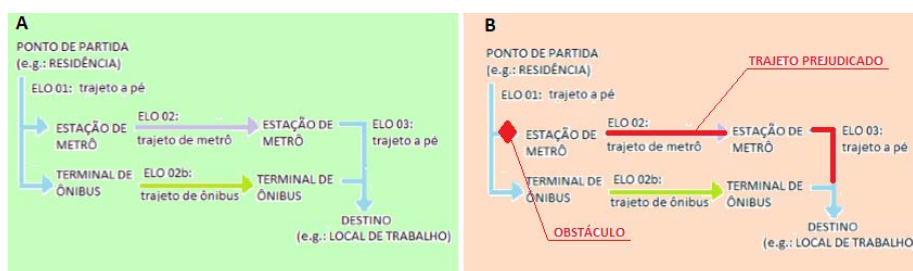 A
PONTO DE PARTIDA
(e.g.: RESIDÊNCIA)
ELO 01: trajeto a pé
ESTAÇÃO DE
METRÔ
ELO 02:
trajeto de metrô
ESTAÇÃO DE
METRÔ
ELO 03:
trajeto a pé
TERMINAL DE
ÔNIBUS
ELO 02b:
trajeto de ônibus
TERMINAL DE
ÔNIBUS
DESTINO
(e.g.: LOCAL DE TRABALHO)
B
PONTO DE PARTIDA
(e.g.: RESIDÊNCIA)
TRAJETO PREJUDICADO
ELO 01: trajeto a pé
ESTAÇÃO DE
METRÔ
ELO 02:
trajeto de metrô
ESTAÇÃO DE
METRÔ
ELO 03:
trajeto a pé
TERMINAL DE
ÔNIBUS
ELO 02b:
trajeto de ônibus
TERMINAL DE
ÔNIBUS
OBSTÁCULO
DESTINO
(e.g.: LOCAL DE TRABALHO)